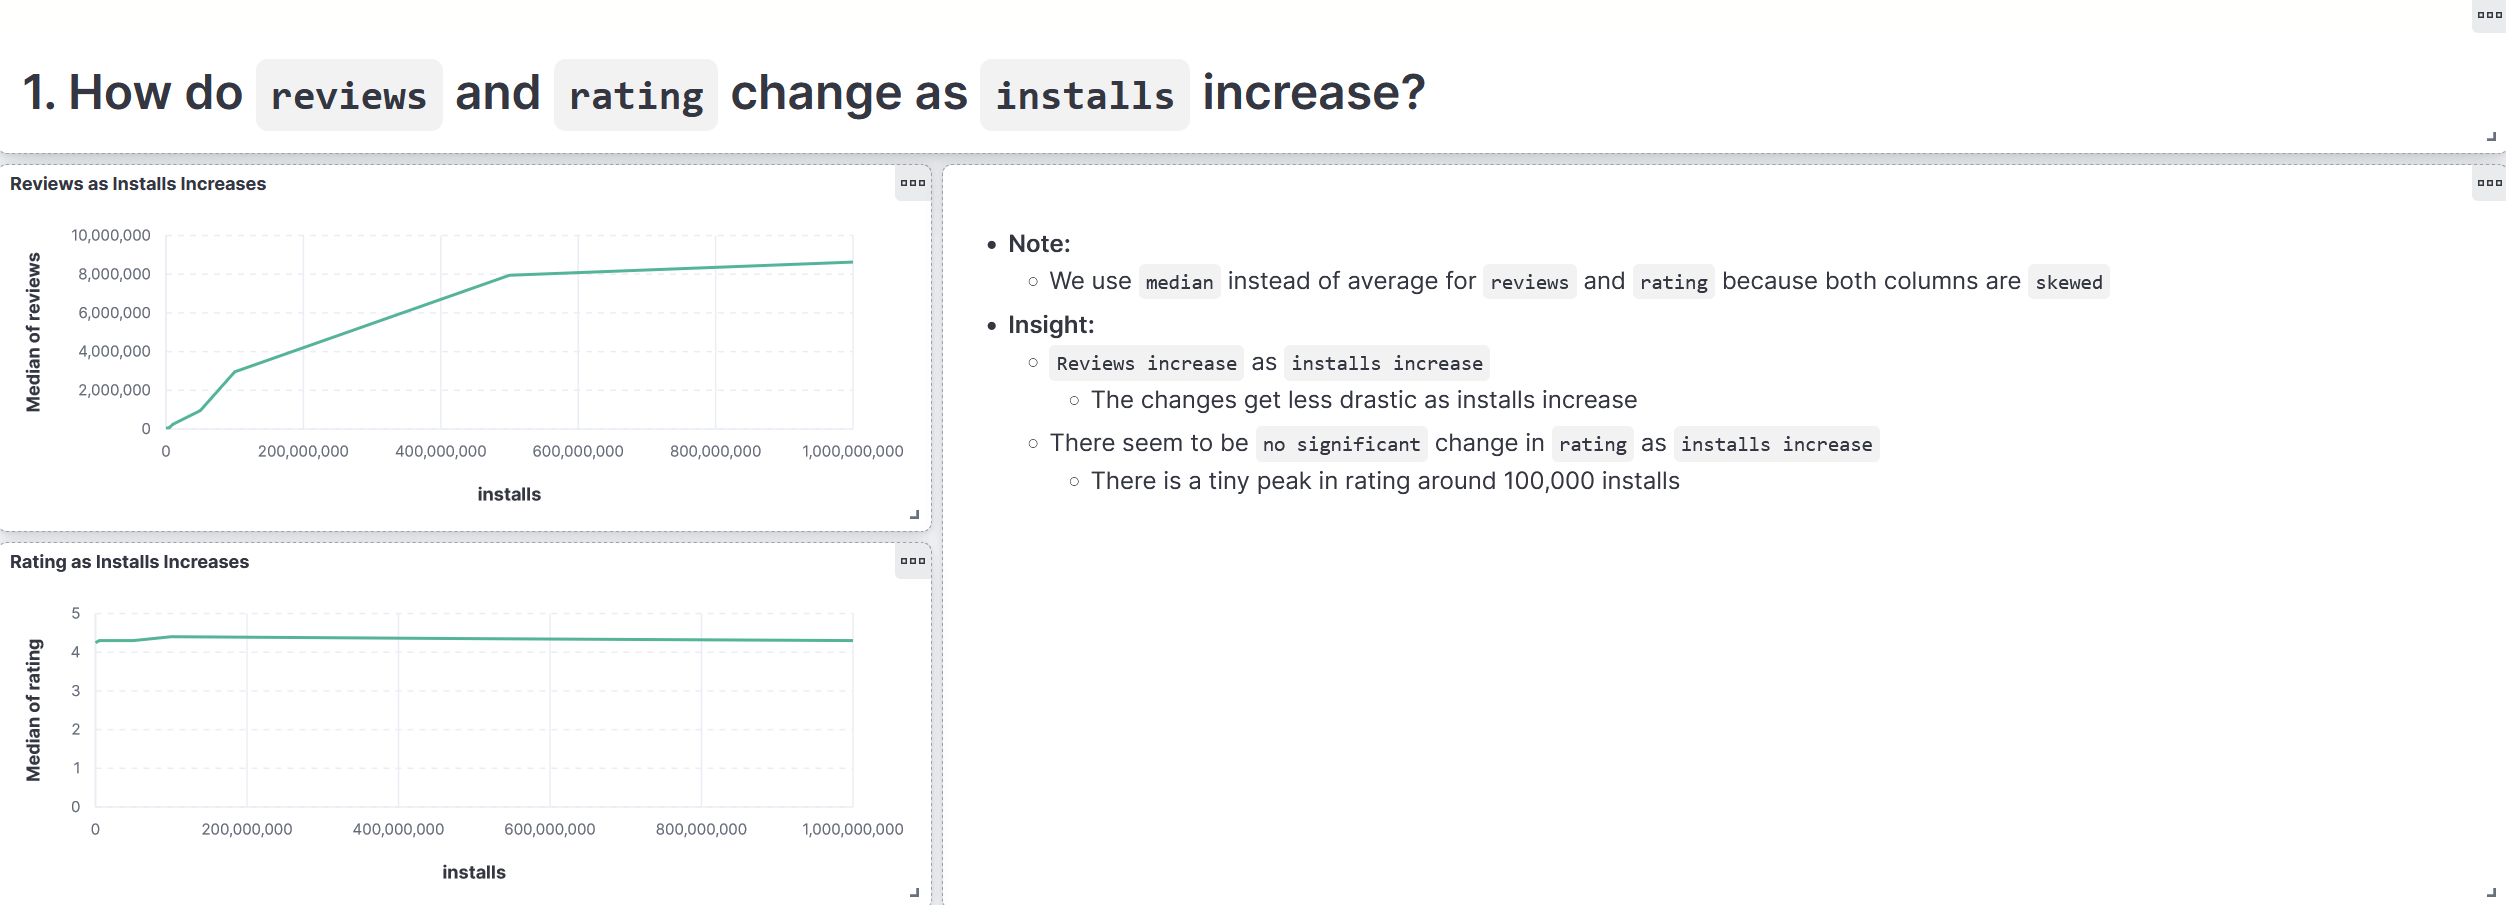 1. How do reviews and rating change as installs increase?
Reviews as Installs Increases
Median of reviews
10,000,000
8,000,000
6,000,000
4,000,000
2,000,000
0
0 200,000,000 400,000,000 600,000,000 800,000,000 1,000,000,000
installs
Rating as Installs Increases
Median of rating
5
4
3
2
1
0
0 200,000,000 400,000,000 600,000,000 800,000,000 1,000,000,000
installs
Note:
We use median instead of average for reviews and rating because both columns are skewed
Insight:
Reviews increase as installs increase
The changes get less drastic as installs increase
There seem to be no significant change in rating as installs increase
There is a tiny peak in rating around 100,000 installs